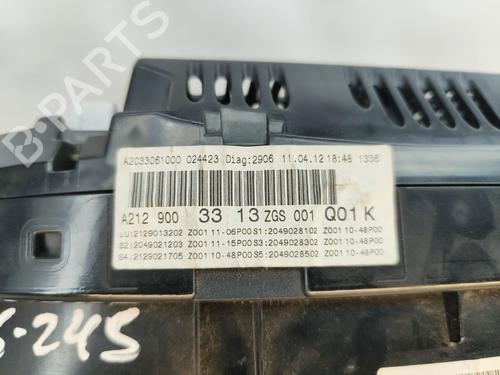 A2C33061000 024423 Diag:2906 11.04.12 18:48 1336
A212 900 33 13 ZGS 001 Q01 K
LU:2129013202 Z001 11-06P00 S1:2049028102 Z001 10-48P00
S2:2049021203 Z001 11-15P00 S3:2049028302 Z001 10-48P00
S4:2129021705 Z001 10-48P00 S5:2049028502 Z001 10-48P00
B-PARTS